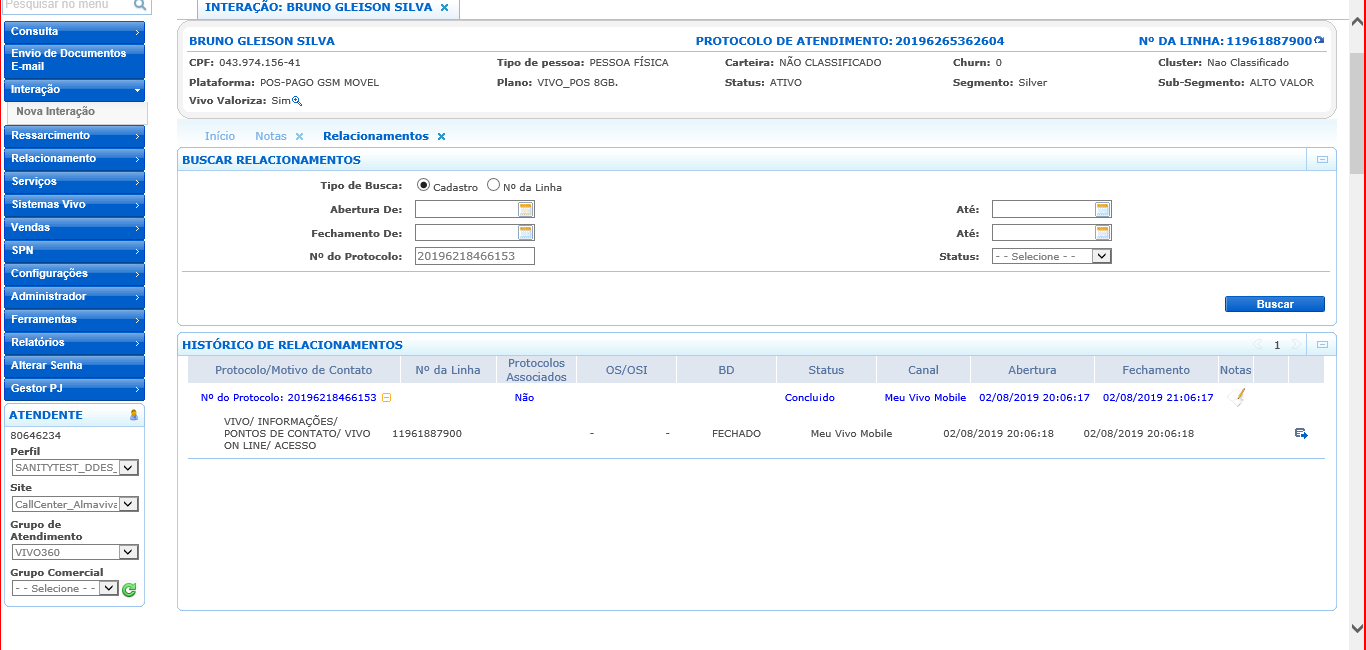 Pesquisar no menu
Consulta
Envio de Documentos
E-mail
Interação
Nova Interação
Ressarcimento
Relacionamento
Serviços
Sistemas Vivo
Vendas
SPN
Configurações
Administrador
Ferramentas
Relatórios
Alterar Senha
Gestor PJ
ATENDENTE
80646234
Perfil
SANITYTEST_DDES_
Site
CallCenter_Almaviva
Grupo de
Atendimento
VIVO360
Grupo Comercial
- - Selecione - -
INTERAÇÃO: BRUNO GLEISON SILVA ×
BRUNO GLEISON SILVA PROTOCOLO DE ATENDIMENTO: 20196265362604 Nº DA LINHA: 11961887900
CPF: 043.974.156-41 Tipo de pessoa: PESSOA FÍSICA Carteira: NÃO CLASSIFICADO Churn: 0 Cluster: Nao Classificado
Plataforma: POS-PAGO GSM MOVEL Plano: VIVO_POS 8GB. Status: ATIVO Segmento: Silver Sub-Segmento: ALTO VALOR
Vivo Valoriza: Sim
Início Notas × Relacionamentos ×
BUSCAR RELACIONAMENTOS
Tipo de Busca: Cadastro Nº da Linha
Abertura De: Até:
Fechamento De: Até:
Nº do Protocolo: 20196218466153 Status: - - Selecione - -
Buscar
HISTÓRICO DE RELACIONAMENTOS 1
Protocolo/Motivo de Contato Nº da Linha Protocolos Associados OS/OSI BD Status Canal Abertura Fechamento Notas
Nº do Protocolo: 20196218466153 Não Concluido Meu Vivo Mobile 02/08/2019 20:06:17 02/08/2019 21:06:17
VIVO/ INFORMAÇÕES/
PONTOS DE CONTATO/ VIVO 11961887900 - - FECHADO Meu Vivo Mobile 02/08/2019 20:06:18 02/08/2019 20:06:18
ON LINE/ ACESSO